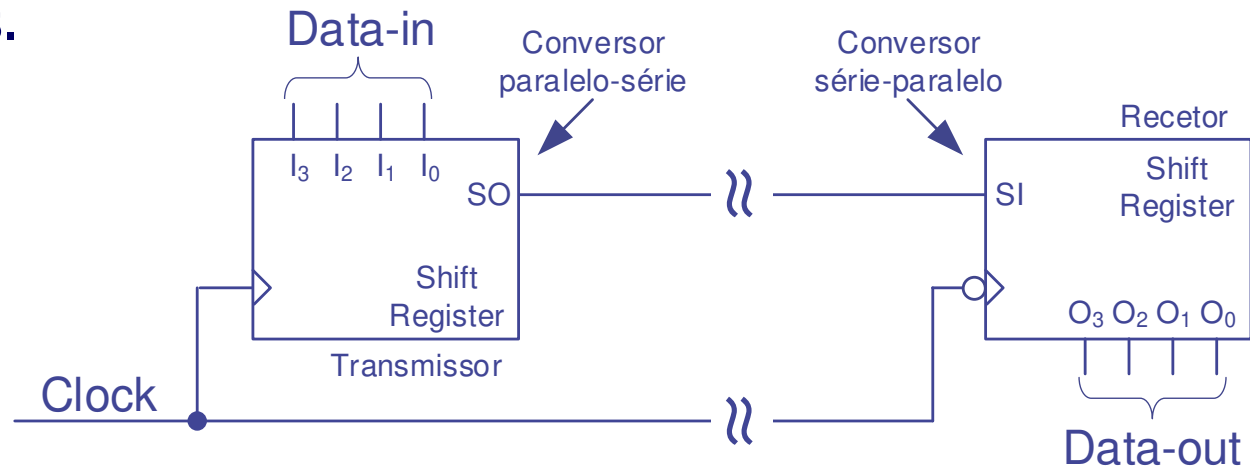 Data-in
Conversor
paralelo-série
Conversor
série-paralelo
Recetor
I3 I2 I1 I0
SO
Shift
Register
Transmissor
SI
Shift
Register
O3 O2 O1 O0
Clock
Data-out